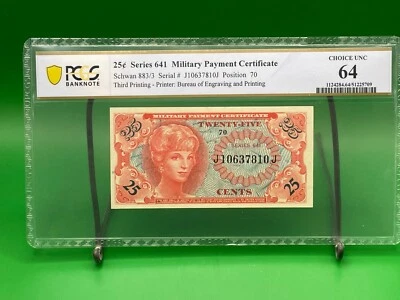 PCGS
BANKNOTE
25¢ Series 641 Military Payment Certificate
Schwan 883/3 Serial # J10637810J Position 70
Third Printing - Printer: Bureau of Engraving and Printing
CHOICE UNC
64
MILITARY PAYMENT CERTIFICATE
25 TWENTY-FIVE 25
70
SERIES 641
J10637810J
25 CENTS 25